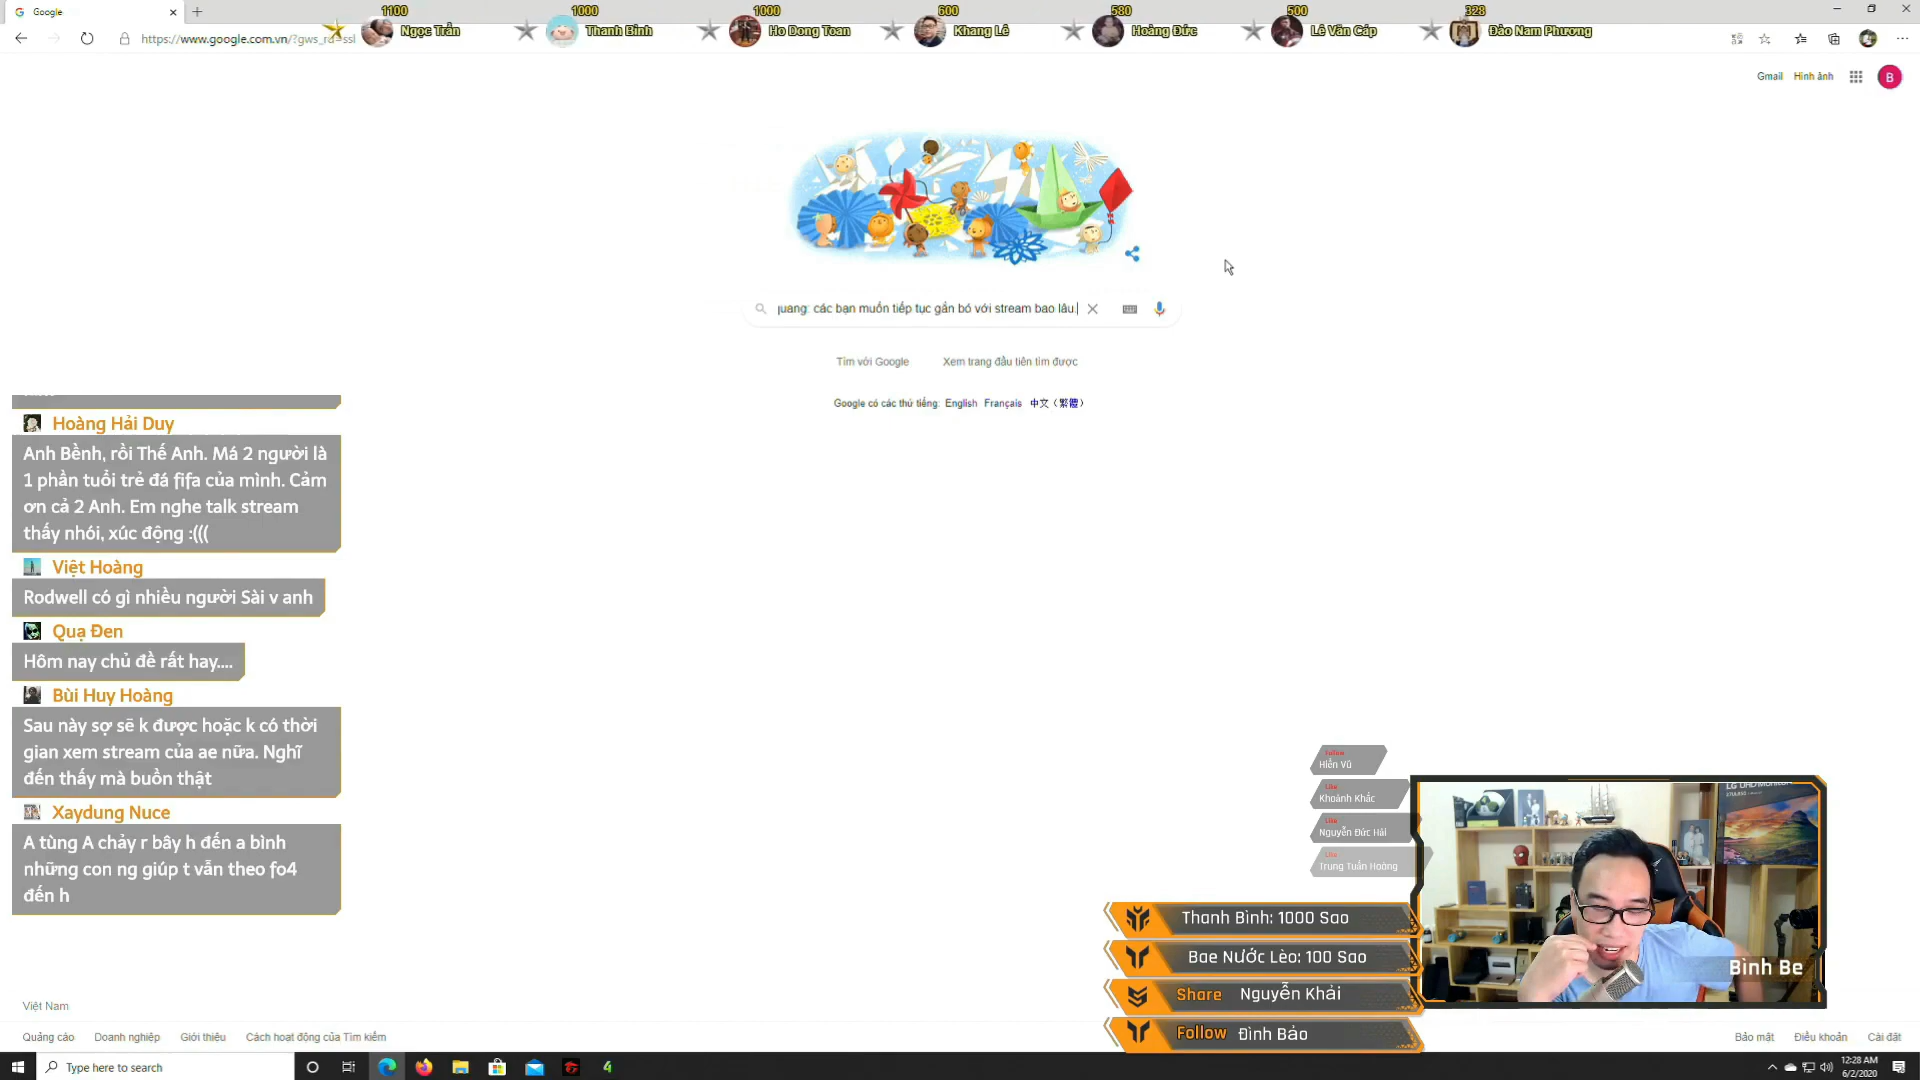 Google
1100
1000
1000
600
580
500
328
Ngọc Trần
Thanh Bình
Ho Dong Toan
Khang Lê
Hoàng Đức
Lê Văn Cáp
Đào Nam Phương
https://www.google.com.vn/?gws_rd=ssl
Gmail
Hình ảnh
B
quang: các bạn muốn tiếp tục gắn bó với stream bao lâu.
Tìm với Google
Xem trang đầu tiên tìm được
Google có các thứ tiếng: English Français 中文（繁體）
Hoàng Hải Duy
Anh Bềnh, rồi Thế Anh. Má 2 người là
1 phần tuổi trẻ đá fifa của mình. Cảm
ơn cả 2 Anh. Em nghe talk stream
thấy nhói, xúc động :(((
Việt Hoàng
Rodwell có gì nhiều người Sài v anh
Quạ Đen
Hôm nay chủ đề rất hay....
Bùi Huy Hoàng
Sau này sợ sẽ k được hoặc k có thời
gian xem stream của ae nữa. Nghĩ
đến thấy mà buồn thật
Xaydung Nuce
A tùng A chảy r bây h đến a bình
những con ng giúp t vẫn theo fo4
đến h
Follow
Hiển Vũ
Like
Khoảnh Khắc
Like
Nguyễn Đức Hải
Like
Trung Tuấn Hoàng
Thanh Bình: 1000 Sao
Bae Nước Lèo: 100 Sao
Share Nguyễn Khải
Follow Đình Bảo
LG UHD MONITOR
Bình Be
Việt Nam
Quảng cáo
Doanh nghiệp
Giới thiệu
Cách hoạt động của Tìm kiếm
Bảo mật
Điều khoản
Cài đặt
Type here to search
12:28 AM
6/2/2020